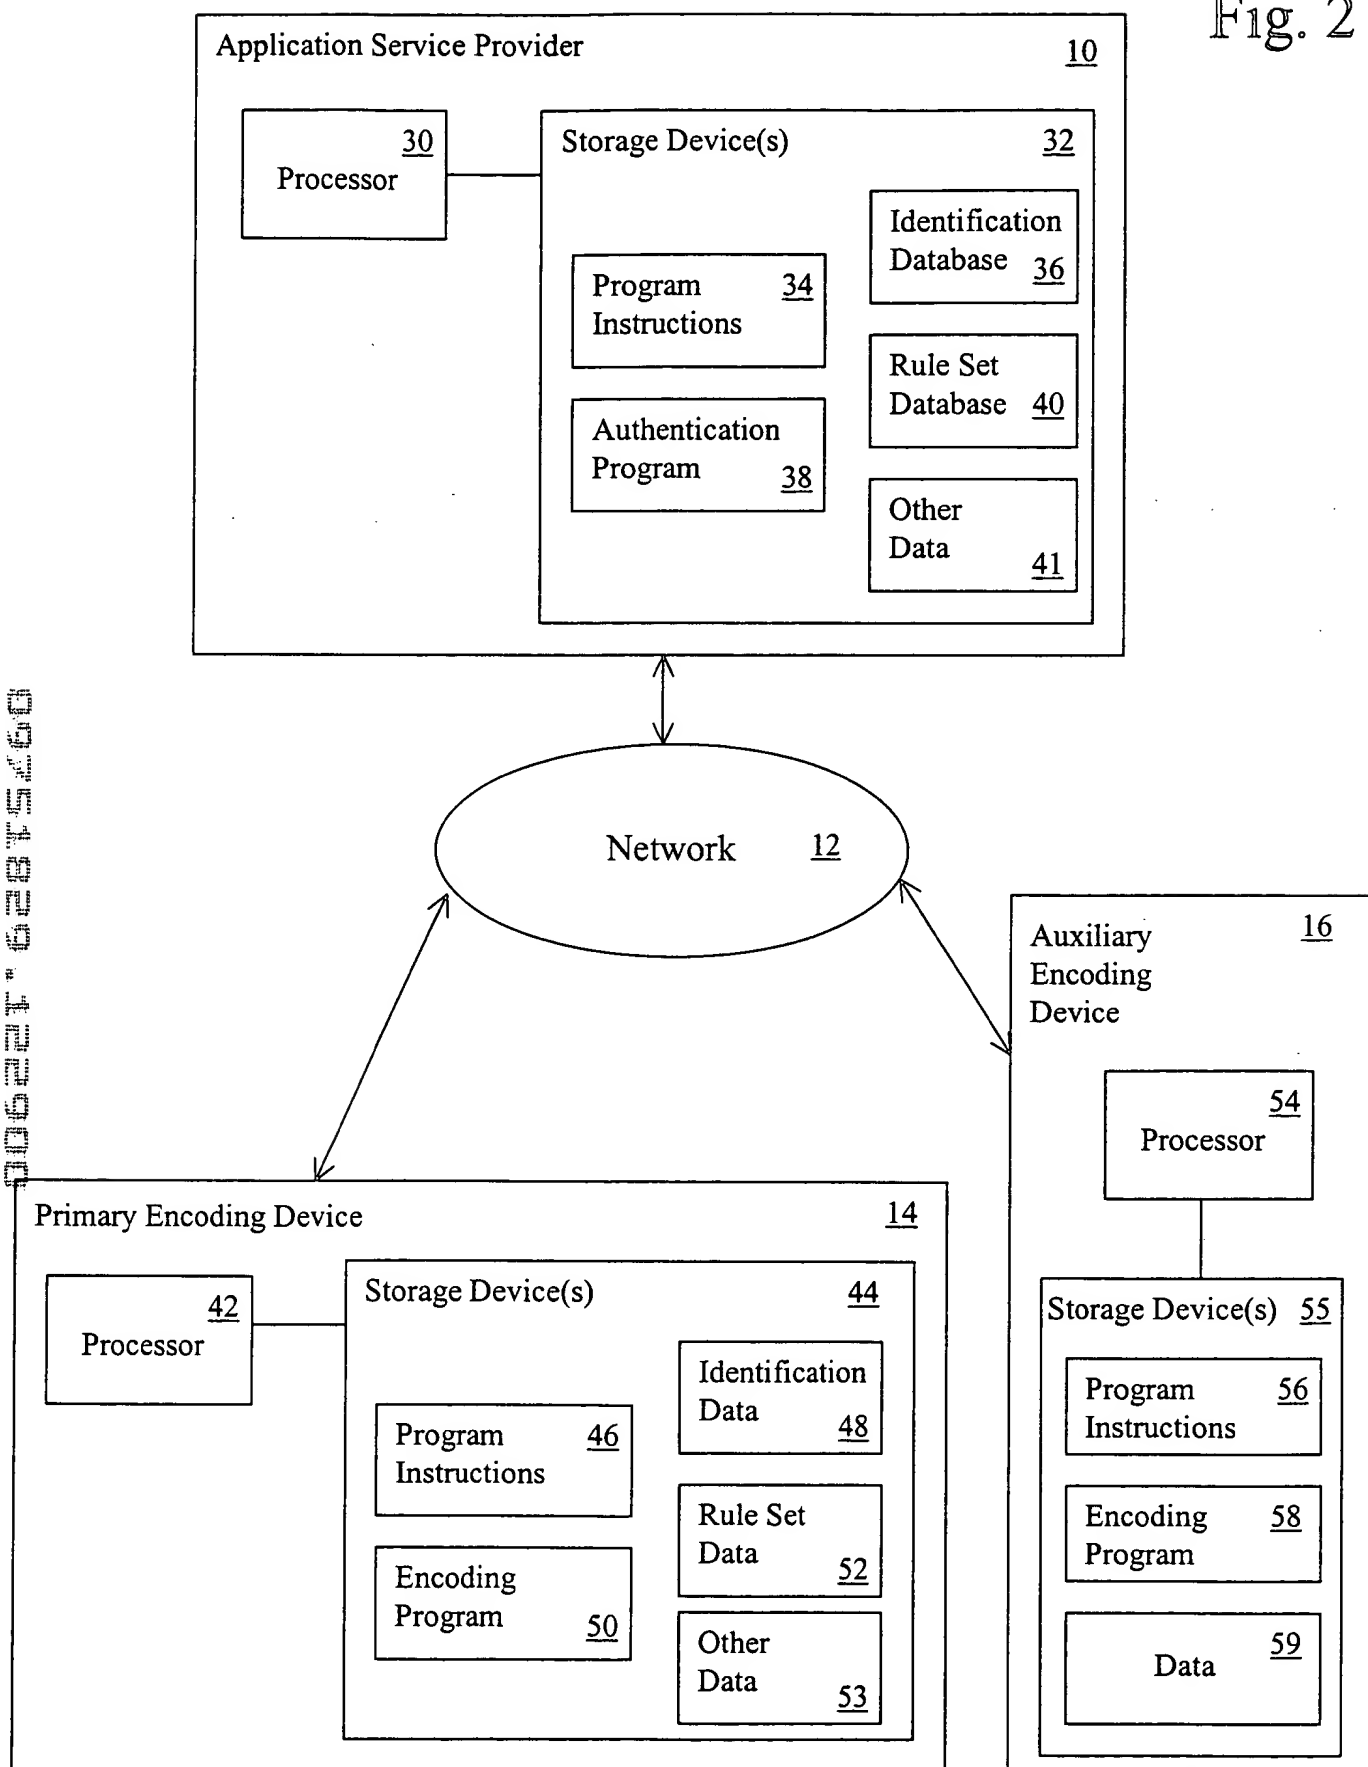 Fig. 2
Application Service Provider 10
30
Processor
Storage Device(s) 32
Identification
Database 36
Program 34
Instructions
Rule Set
Database 40
Authentication
Program 38
Other
Data 41
Network 12
Auxiliary 16
Encoding
Device
54
Processor
Storage Device(s) 55
Program 56
Instructions
Encoding 58
Program
59
Data
Primary Encoding Device 14
42
Processor
Storage Device(s) 44
Identification
Data 48
Program 46
Instructions
Rule Set
Data 52
Encoding
Program 50
Other
Data 53
09751826.122900